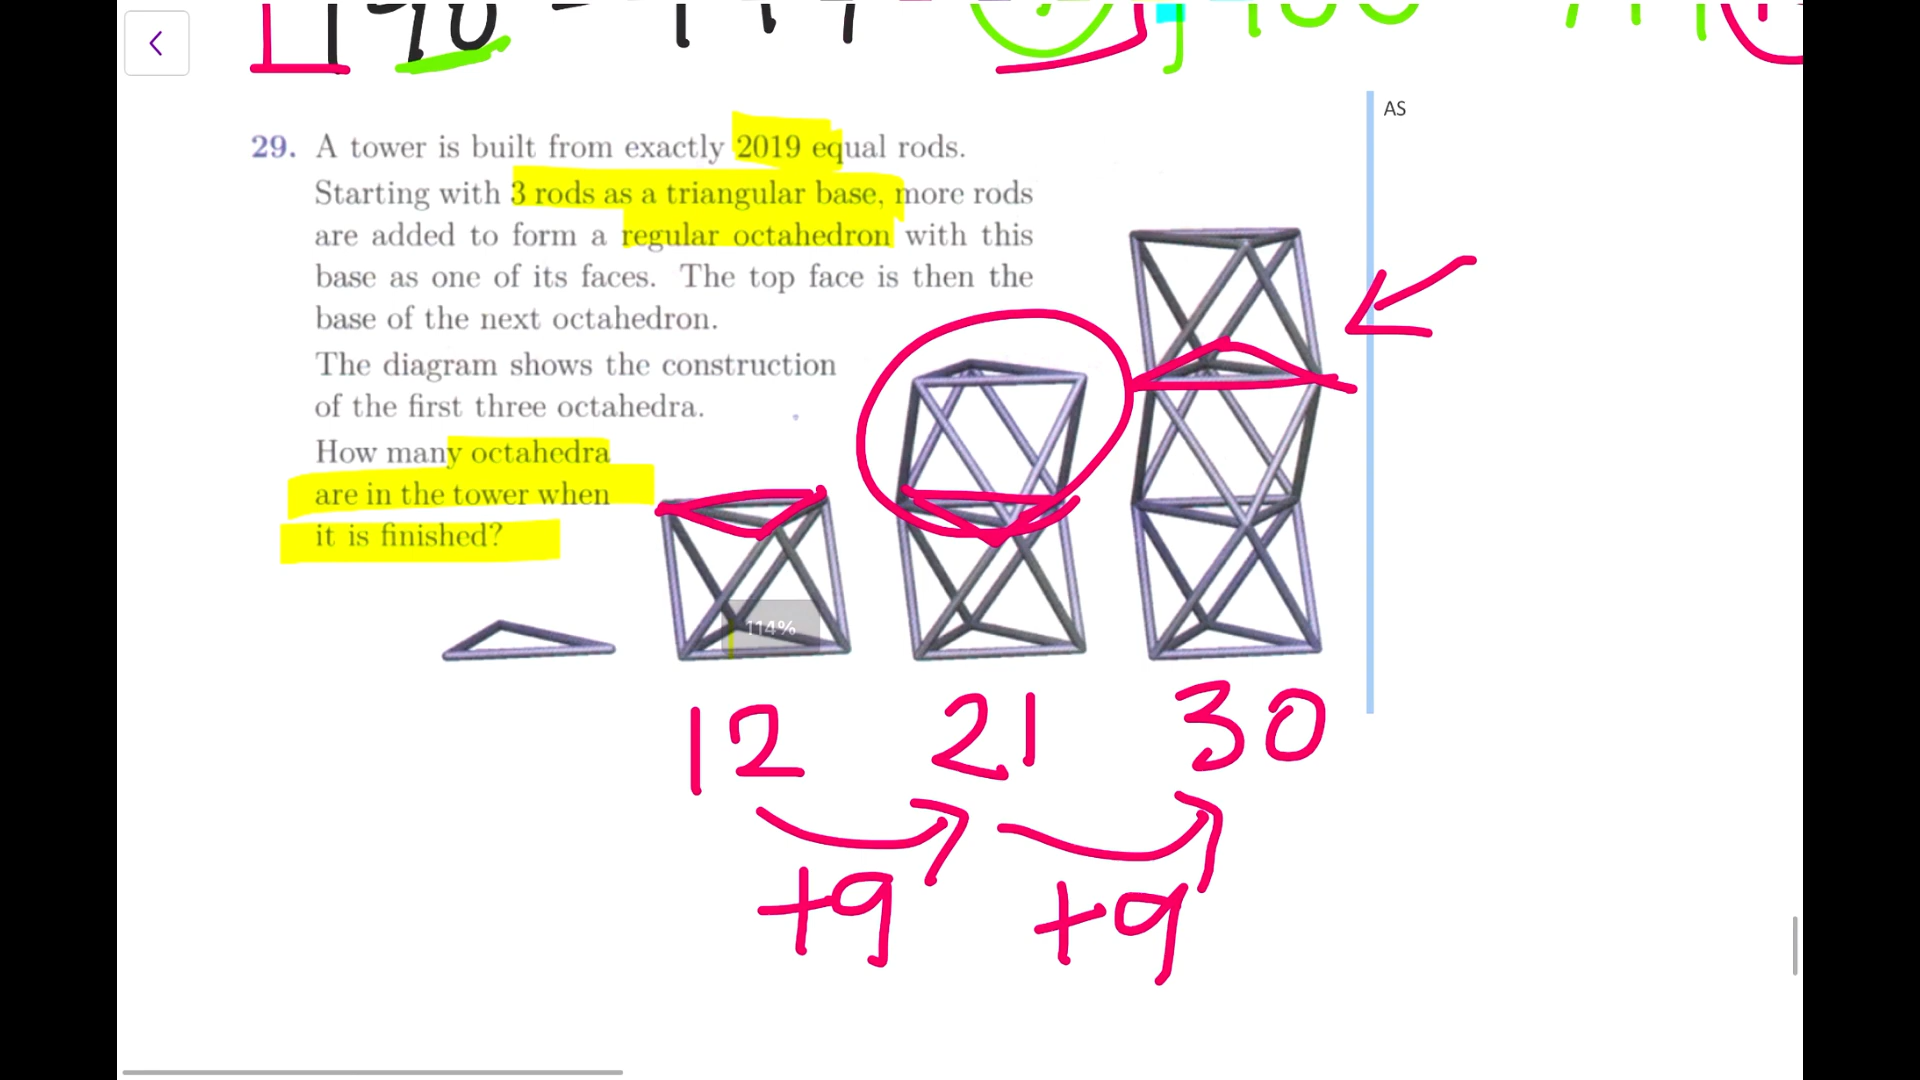 AS
29. A tower is built from exactly 2019 equal rods.
Starting with 3 rods as a triangular base, more rods
are added to form a regular octahedron with this
base as one of its faces. The top face is then the
base of the next octahedron.
The diagram shows the construction
of the first three octahedra.
How many octahedra
are in the tower when
it is finished?
114%
12 21 30
+9 +9